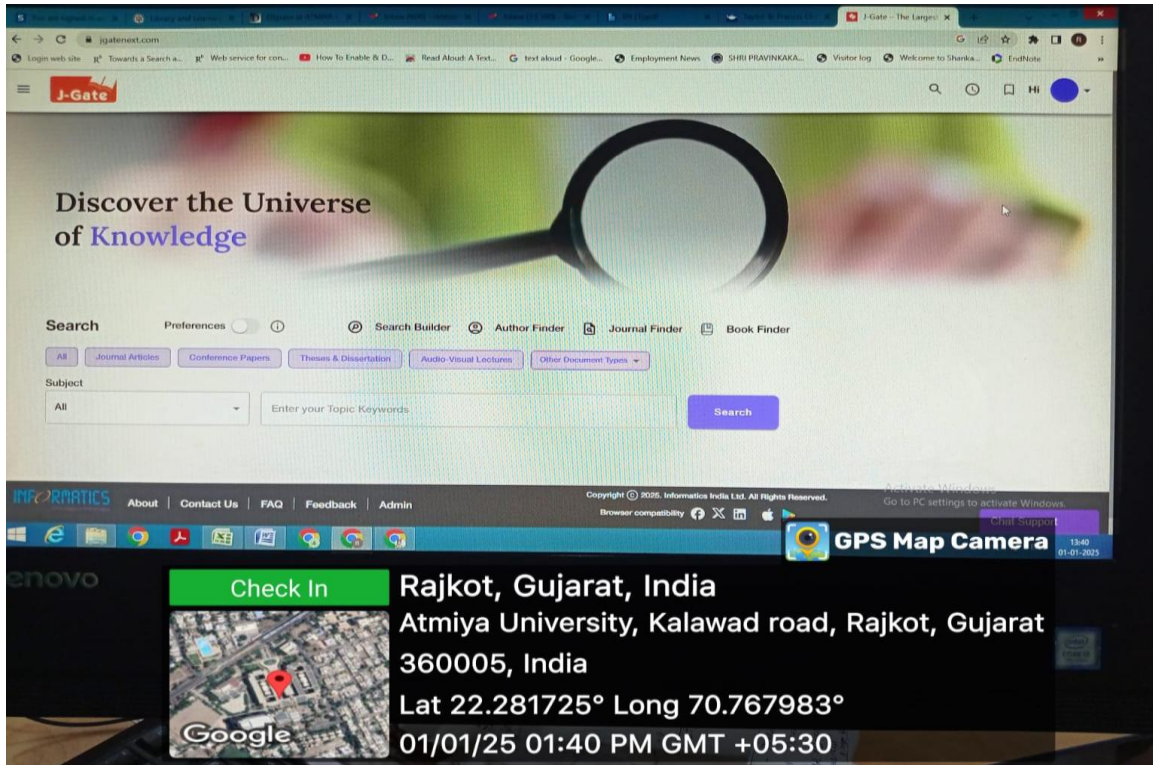 J-Gate - The Largest
jgatenext.com
Login web site Towards a Search a... Web service for con... How To Enable & D... Read Aloud: A Text... text aloud - Google... Employment News SHRI PRAVINKAKA... Visitor log Welcome to Shanka... EndNote
J-Gate
Hi
Discover the Universe
of Knowledge
Search Preferences Search Builder Author Finder Journal Finder Book Finder
All Journal Articles Conference Papers Theses & Dissertation Audio-Visual Lectures Other Document Types
Subject
All Enter your Topic Keywords Search
INFORMATICS About | Contact Us | FAQ | Feedback | Admin
Copyright © 2025. Informatics India Ltd. All Rights Reserved.
Browser compatibility
Activate Windows
Go to PC settings to activate Windows.
Chat Support
GPS Map Camera
13:40
01-01-2025
enovo
Check In
Rajkot, Gujarat, India
Atmiya University, Kalawad road, Rajkot, Gujarat
360005, India
Lat 22.281725° Long 70.767983°
Google
01/01/25 01:40 PM GMT +05:30